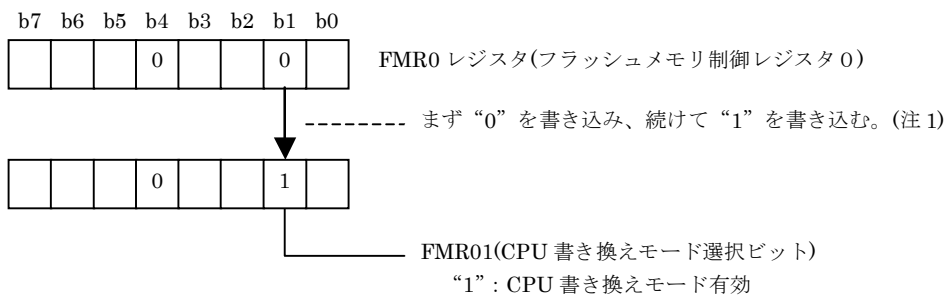 b7 b6 b5 b4 b3 b2 b1 b0
0 0 FMR0 レジスタ(フラッシュメモリ制御レジスタ０)
まず“0”を書き込み、続けて“1”を書き込む。(注 1)
0 1
FMR01(CPU 書き換えモード選択ビット)
“1”: CPU 書き換えモード有効